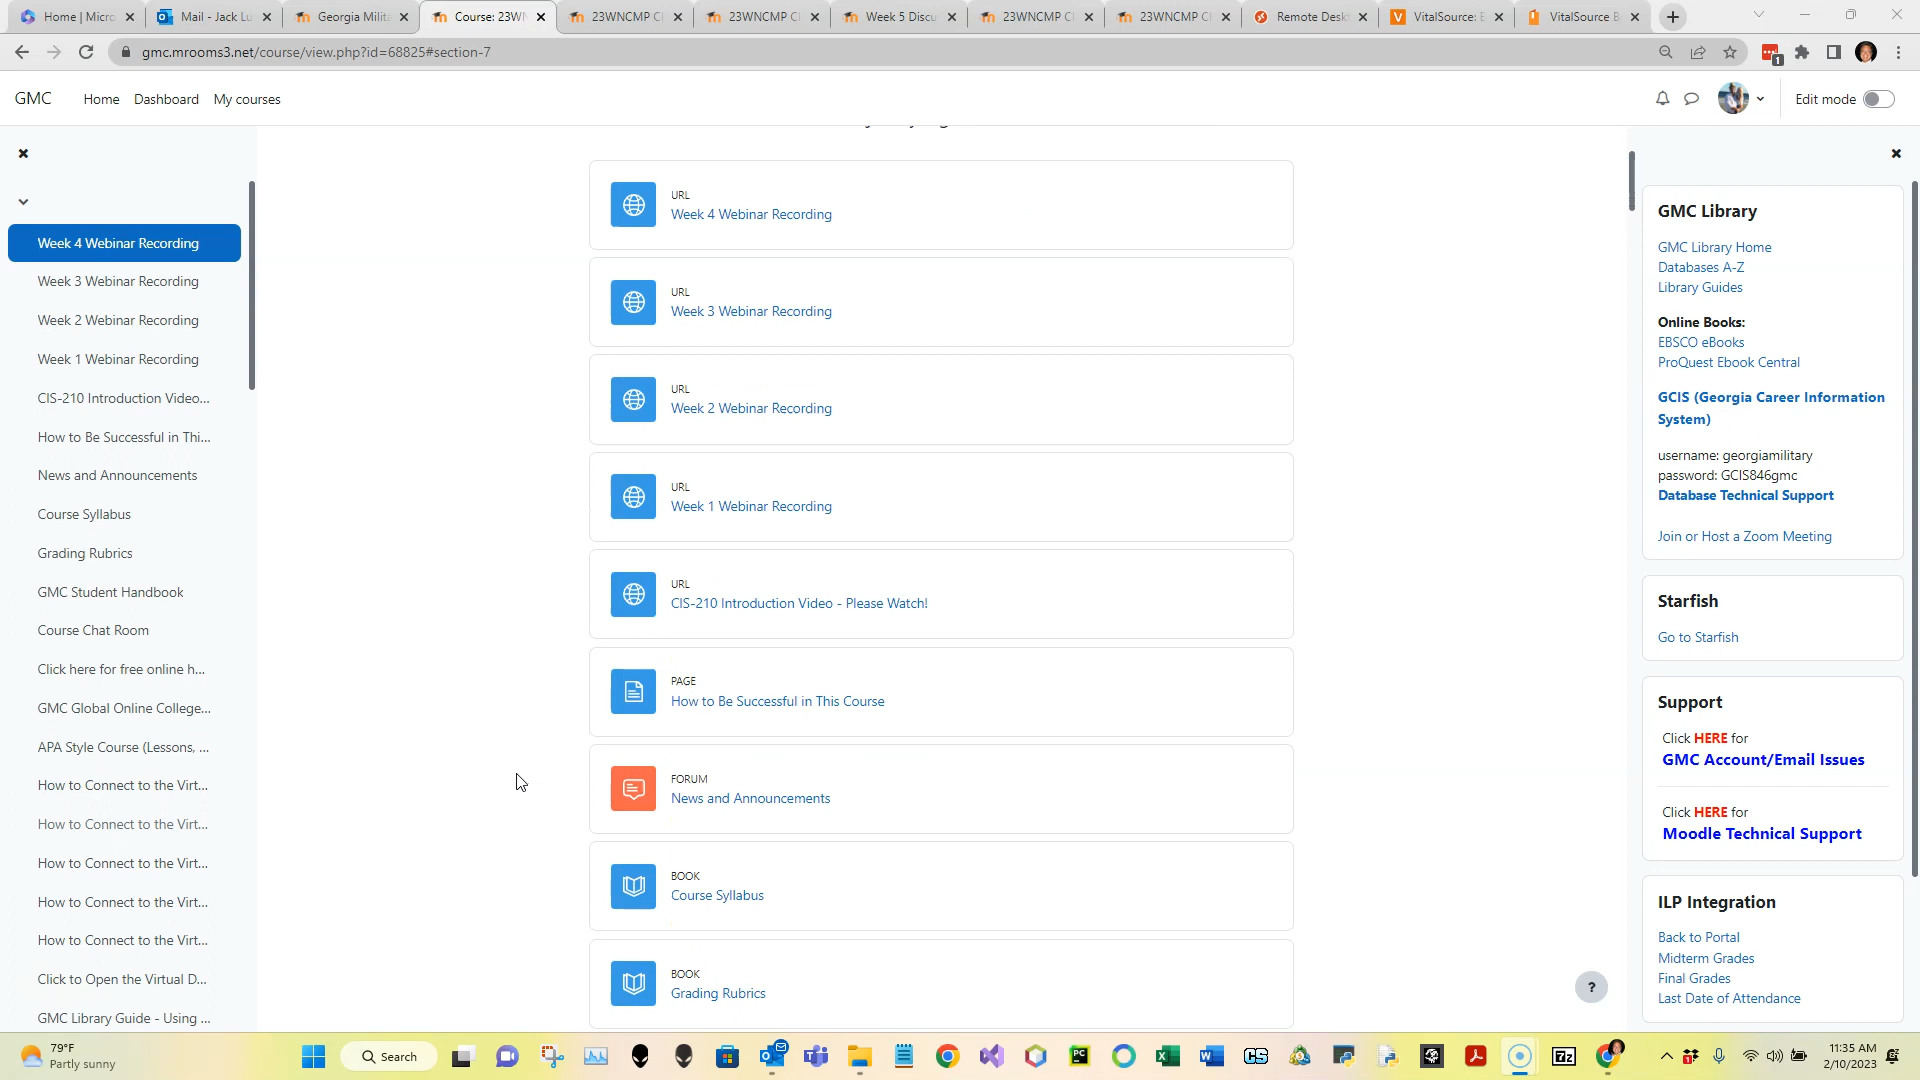 Home | Micro
Mail - Jack Lu
Georgia Milita
Course: 23WN
23WNCMP C
23WNCMP C
Week 5 Discu
23WNCMP C
23WNCMP C
Remote Desk
VitalSource: E
VitalSource B
gmc.mrooms3.net/course/view.php?id=68825#section-7
1
GMC
Home
Dashboard
My courses
Edit mode
Week 4 Webinar Recording
Week 3 Webinar Recording
Week 2 Webinar Recording
Week 1 Webinar Recording
CIS-210 Introduction Video...
How to Be Successful in Thi...
News and Announcements
Course Syllabus
Grading Rubrics
GMC Student Handbook
Course Chat Room
Click here for free online h...
GMC Global Online College...
APA Style Course (Lessons, ...
How to Connect to the Virt...
How to Connect to the Virt...
How to Connect to the Virt...
How to Connect to the Virt...
How to Connect to the Virt...
Click to Open the Virtual D...
GMC Library Guide - Using ...
URL
Week 4 Webinar Recording
URL
Week 3 Webinar Recording
URL
Week 2 Webinar Recording
URL
Week 1 Webinar Recording
URL
CIS-210 Introduction Video - Please Watch!
PAGE
How to Be Successful in This Course
FORUM
News and Announcements
BOOK
Course Syllabus
BOOK
Grading Rubrics
GMC Library
GMC Library Home
Databases A-Z
Library Guides
Online Books:
EBSCO eBooks
ProQuest Ebook Central
GCIS (Georgia Career Information
System)
username: georgiamilitary
password: GCIS846gmc
Database Technical Support
Join or Host a Zoom Meeting
Starfish
Go to Starfish
Support
Click HERE for
GMC Account/Email Issues
Click HERE for
Moodle Technical Support
ILP Integration
Back to Portal
Midterm Grades
Final Grades
Last Date of Attendance
?
79°F
Partly sunny
Search
PC
CS
7z
11:35 AM
2/10/2023